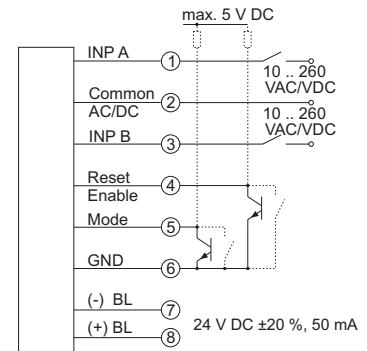 max. 5 V DC
INP A
1
10 .. 260
VAC/VDC
Common
AC/DC
2
10 .. 260
VAC/VDC
INP B
3
Reset
Enable
4
Mode
5
GND
6
(-) BL
7
(+) BL
8
24 V DC ±20 %, 50 mA